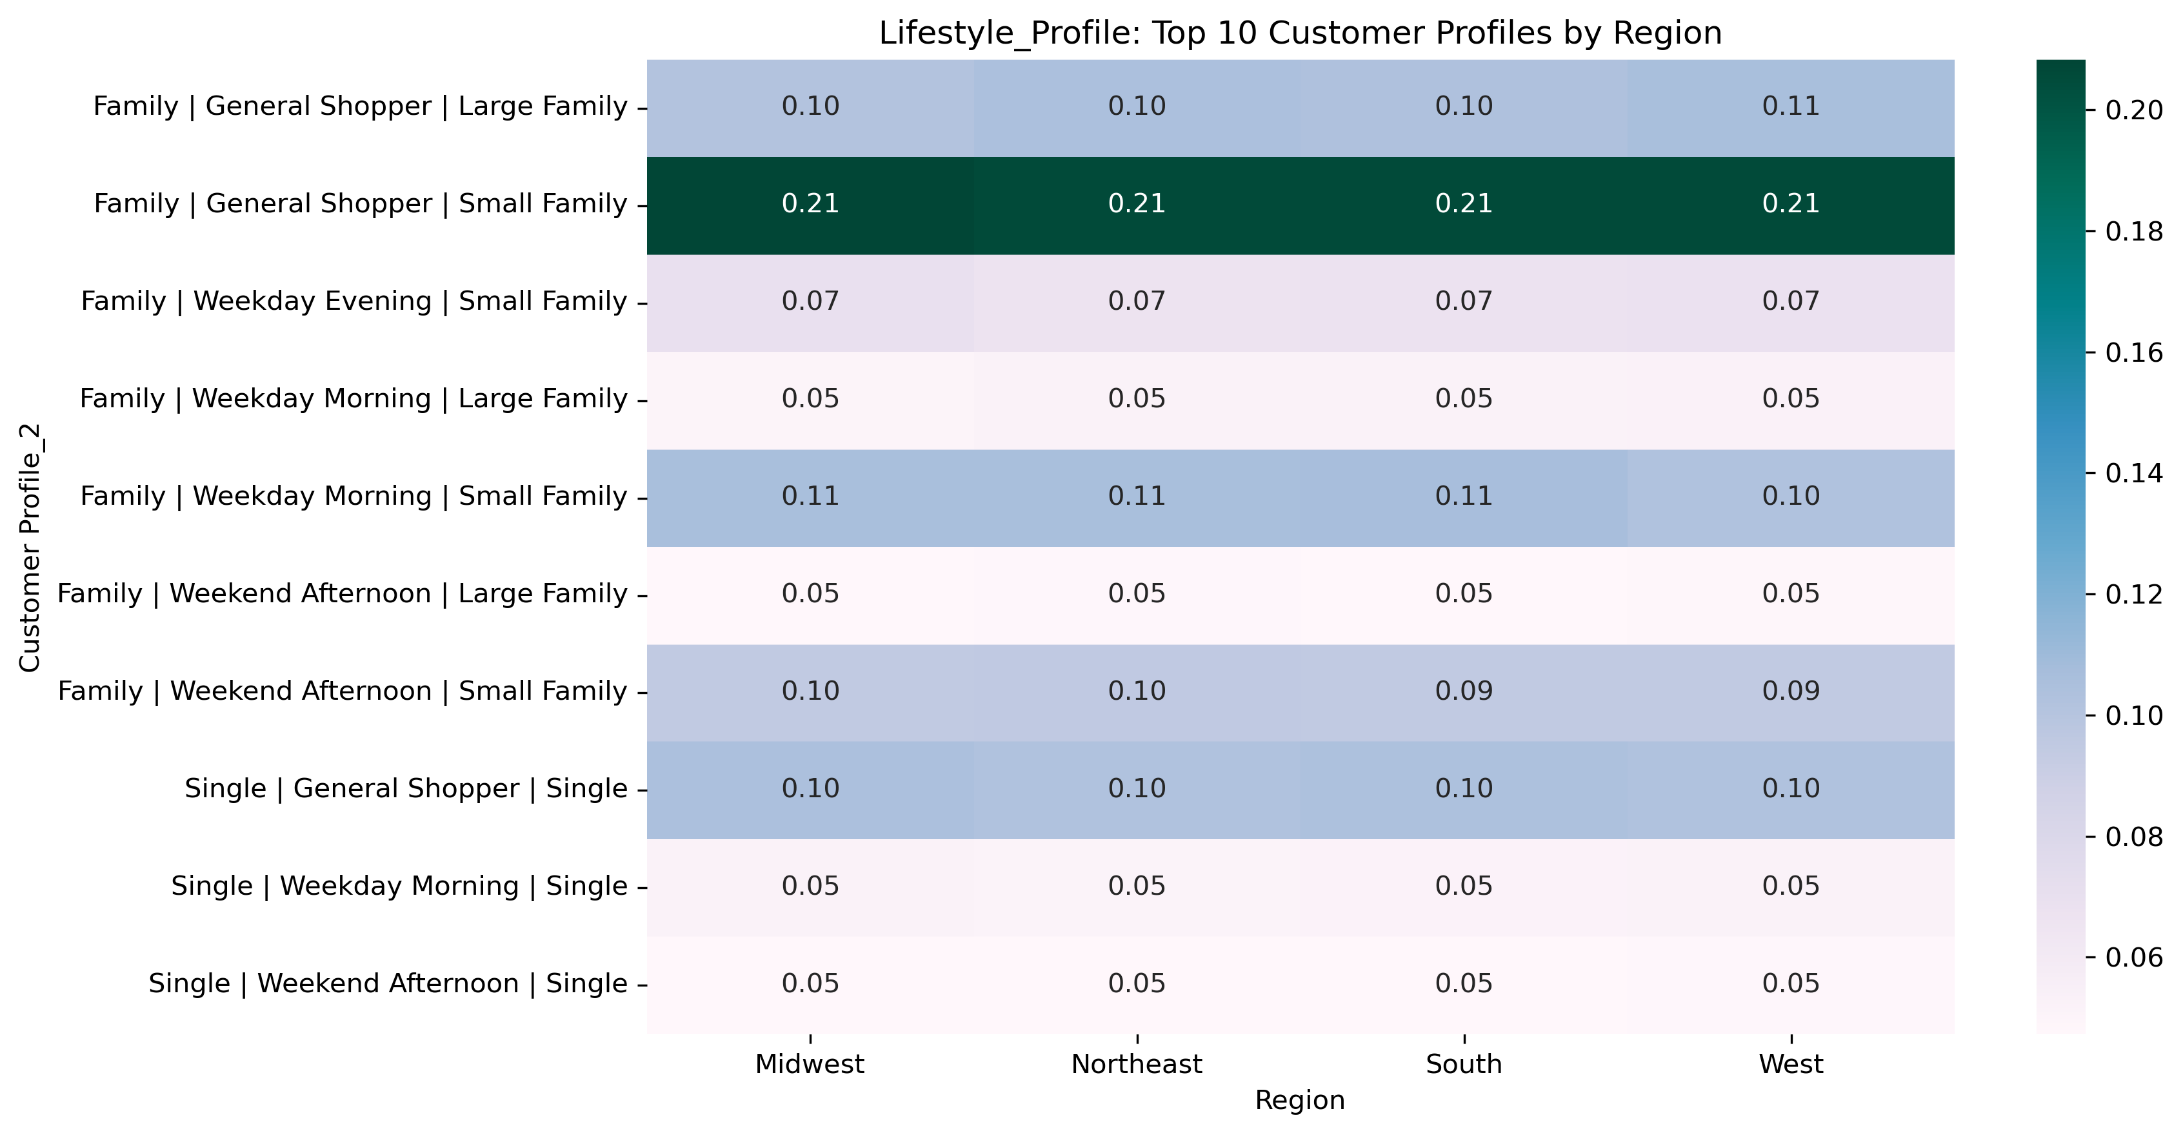 Lifestyle_Profile: Top 10 Customer Profiles by Region
Customer Profile_2
Family | General Shopper | Large Family 0.10 0.10 0.10 0.11
Family | General Shopper | Small Family 0.21 0.21 0.21 0.21
Family | Weekday Evening | Small Family 0.07 0.07 0.07 0.07
Family | Weekday Morning | Large Family 0.05 0.05 0.05 0.05
Family | Weekday Morning | Small Family 0.11 0.11 0.11 0.10
Family | Weekend Afternoon | Large Family 0.05 0.05 0.05 0.05
Family | Weekend Afternoon | Small Family 0.10 0.10 0.09 0.09
Single | General Shopper | Single 0.10 0.10 0.10 0.10
Single | Weekday Morning | Single 0.05 0.05 0.05 0.05
Single | Weekend Afternoon | Single 0.05 0.05 0.05 0.05
Midwest Northeast South West
Region
0.20
0.18
0.16
0.14
0.12
0.10
0.08
0.06